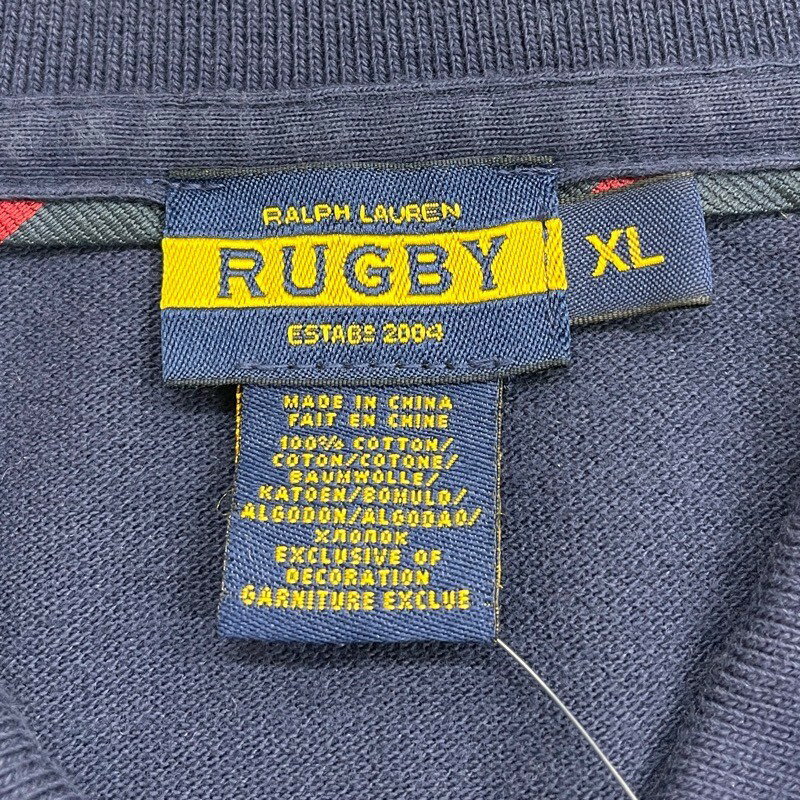 RALPH LAUREN
RUGBY
XL
ESTABD 2004
MADE IN CHINA
FAIT EN CHINE
100% COTTON/
COTON/COTONE/
BAUMWOLLE/
KATOEN/BOMULD/
ALGODON/ALGODAO/
ХЛОПОК
EXCLUSIVE OF
DECORATION
GARNITURE EXCLUE